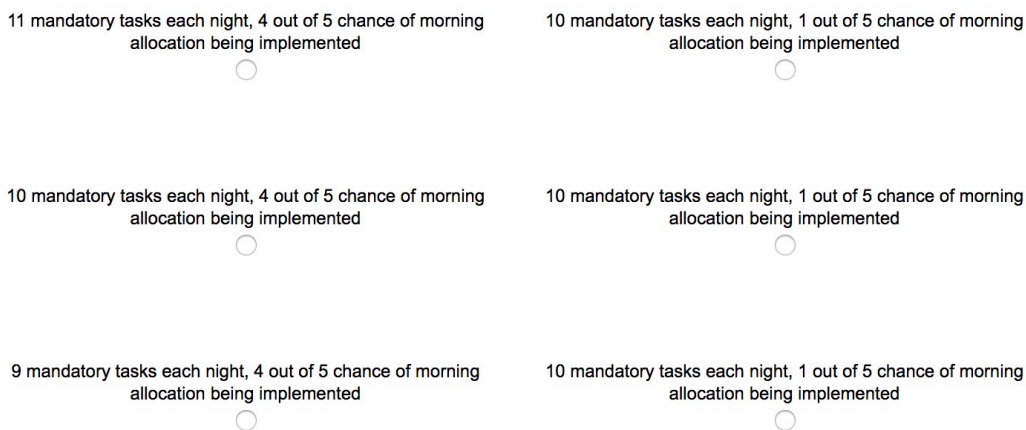 11 mandatory tasks each night, 4 out of 5 chance of morning
allocation being implemented
10 mandatory tasks each night, 1 out of 5 chance of morning
allocation being implemented
10 mandatory tasks each night, 4 out of 5 chance of morning
allocation being implemented
10 mandatory tasks each night, 1 out of 5 chance of morning
allocation being implemented
9 mandatory tasks each night, 4 out of 5 chance of morning
allocation being implemented
10 mandatory tasks each night, 1 out of 5 chance of morning
allocation being implemented